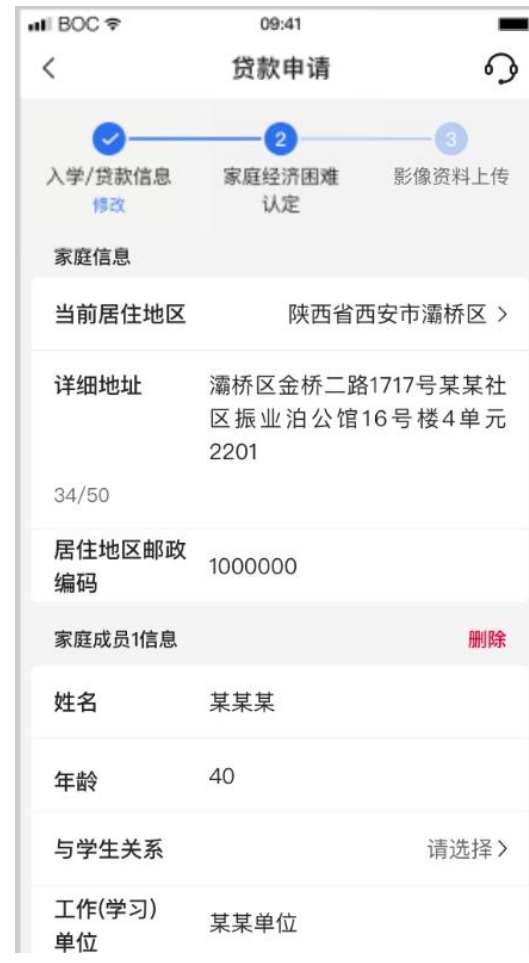 BOC 09:41
贷款申请
2 3
入学/贷款信息 家庭经济困难 影像资料上传
修改 认定
家庭信息
当前居住地区 陕西省西安市灞桥区
详细地址 灞桥区金桥二路1717号某某社
区振业泊公馆16号楼4单元
2201
34/50
居住地区邮政
编码 1000000
家庭成员1信息 删除
姓名 某某某
年龄 40
与学生关系 请选择
工作(学习)
单位 某某单位